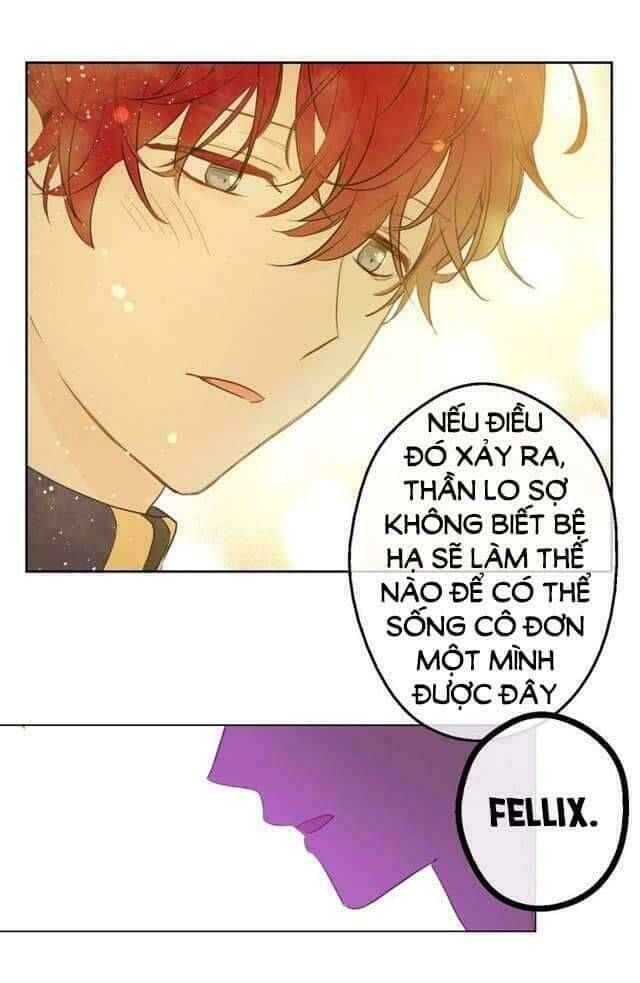 NẾU ĐIỀU
ĐÓ XẢY RA,
THẦN LO SỢ
KHÔNG BIẾT BỆ
HẠ SẼ LÀM THẾ
NÀO ĐỂ CÓ THỂ
SỐNG CÔ ĐƠN
MỘT MÌNH
ĐƯỢC ĐÂY
FELLIX.